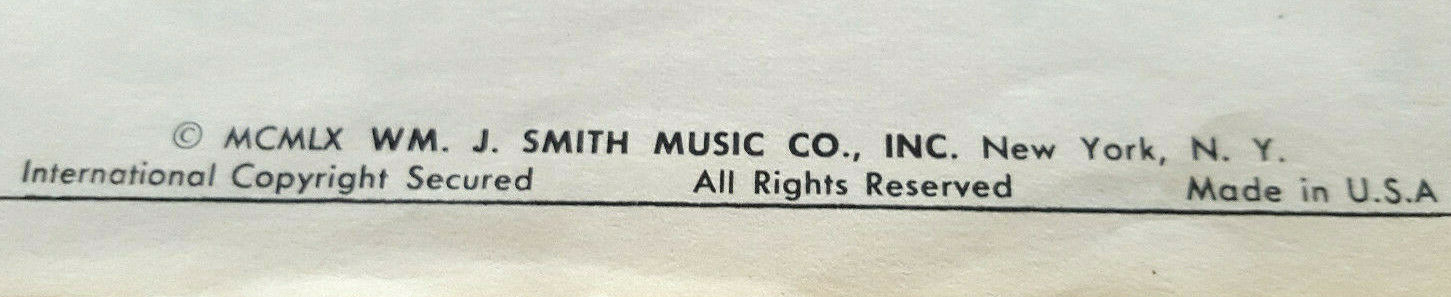 © MCMLX WM. J. SMITH MUSIC CO., INC. New York, N. Y.
International Copyright Secured All Rights Reserved Made in U.S.A